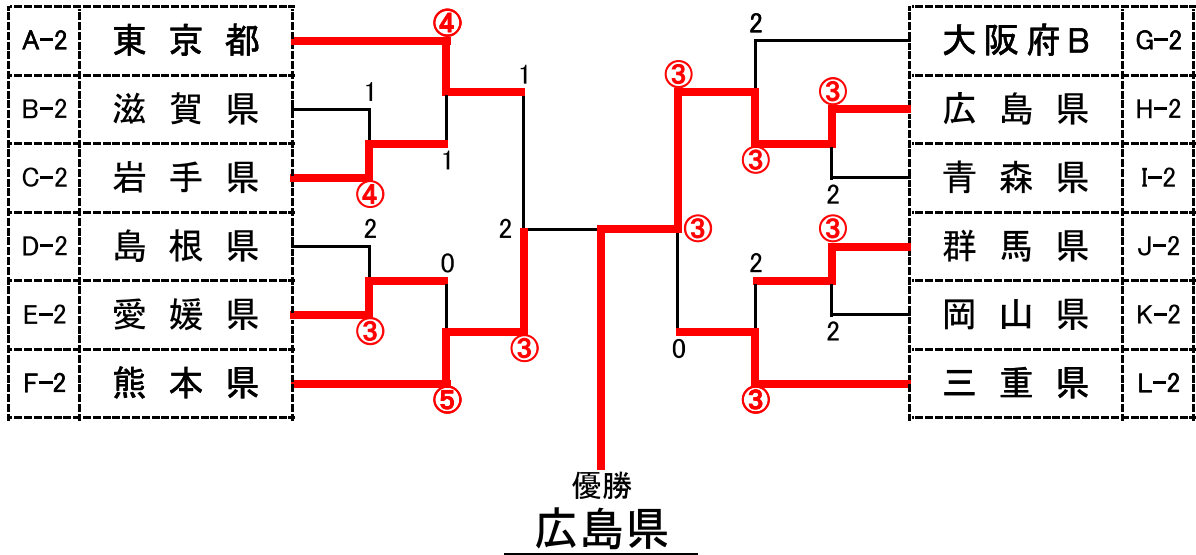 ④ 2
A-2 東京都 大阪府B G-2
1 ③
1 ③
B-2 滋賀県 広島県 H-2
1 ③
C-2 岩手県 青森県 I-2
④ 2
2 2 ③ ③
D-2 島根県 群馬県 J-2
0 2
E-2 愛媛県 岡山県 K-2
③ 2
③ 0
F-2 熊本県 三重県 L-2
⑤ ③
優勝
広島県